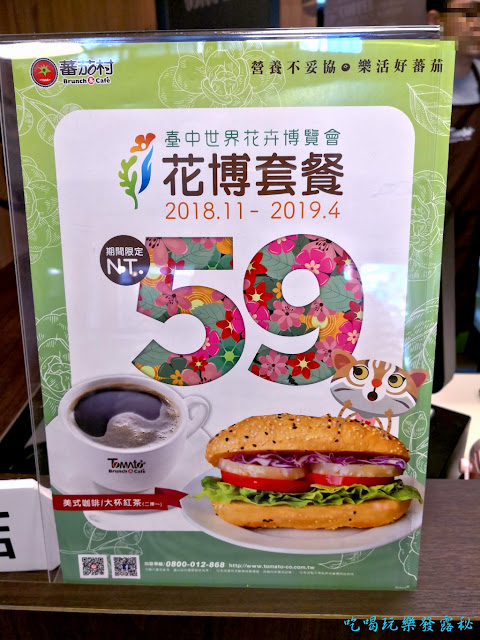 蕃茄村
Brunch & Café
營養不妥協 • 樂活好蕃茄
臺中世界花卉博覽會
花博套餐
2018.11 - 2019.4
期間限定
NT.
59
Tomato
Brunch & Café
美式咖啡/大杯紅茶(二擇一)
0800-012-868 http://www.tomato-co.com.tw
吃喝玩樂發露秘